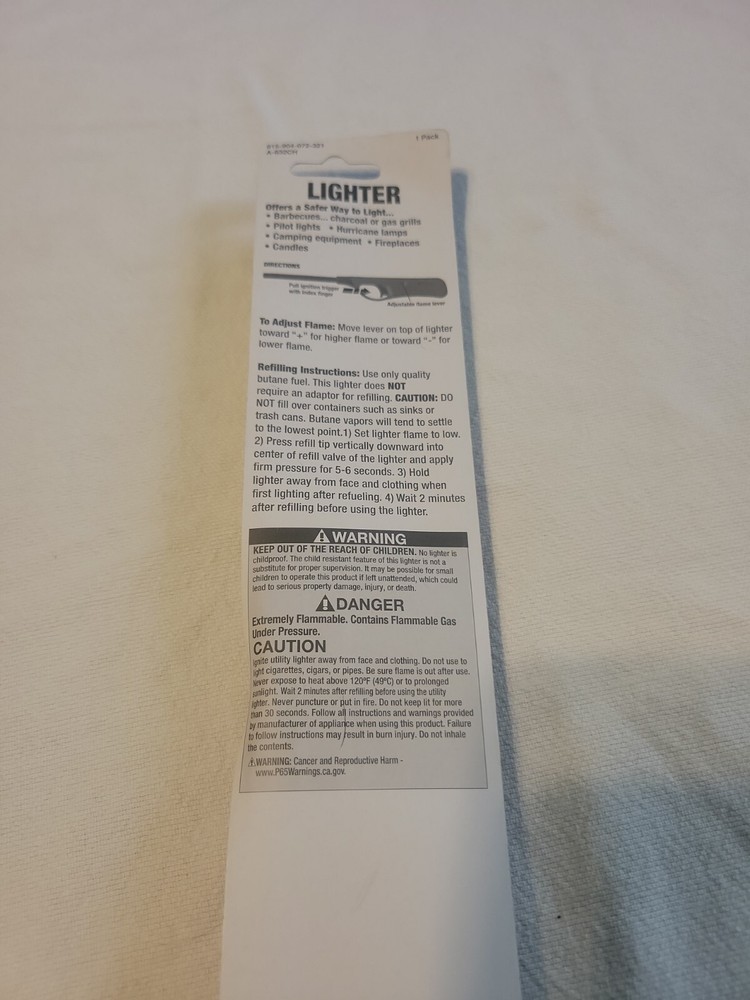 1 Pack
LIGHTER
Offers a Safer Way to Light...
• Barbecues... charcoal or gas grills
• Pilot lights • Hurricane lamps
• Camping equipment • Fireplaces
• Candles
DIRECTIONS
Pull ignition trigger
with index finger
Adjustable flame lever
To Adjust Flame: Move lever on top of lighter
toward "+" for higher flame or toward "-" for
lower flame.
Refilling Instructions: Use only quality
butane fuel. This lighter does NOT
require an adaptor for refilling. CAUTION: DO
NOT fill over containers such as sinks or
trash cans. Butane vapors will tend to settle
to the lowest point.1) Set lighter flame to low.
2) Press refill tip vertically downward into
center of refill valve of the lighter and apply
firm pressure for 5-6 seconds. 3) Hold
lighter away from face and clothing when
first lighting after refueling. 4) Wait 2 minutes
after refilling before using the lighter.
⚠WARNING
KEEP OUT OF THE REACH OF CHILDREN. No lighter is
childproof. The child resistant feature of this lighter is not a
substitute for proper supervision. It may be possible for small
children to operate this product if left unattended, which could
lead to serious property damage, injury, or death.
⚠DANGER
Extremely Flammable. Contains Flammable Gas
Under Pressure.
CAUTION
Ignite utility lighter away from face and clothing. Do not use to
light cigarettes, cigars, or pipes. Be sure flame is out after use.
Never expose to heat above 120°F (49°C) or to prolonged
sunlight. Wait 2 minutes after refilling before using the utility
lighter. Never puncture or put in fire. Do not keep lit for more
than 30 seconds. Follow all instructions and warnings provided
by manufacturer of appliance when using this product. Failure
to follow instructions may result in burn injury. Do not inhale
the contents.
⚠WARNING: Cancer and Reproductive Harm -
www.P65Warnings.ca.gov.